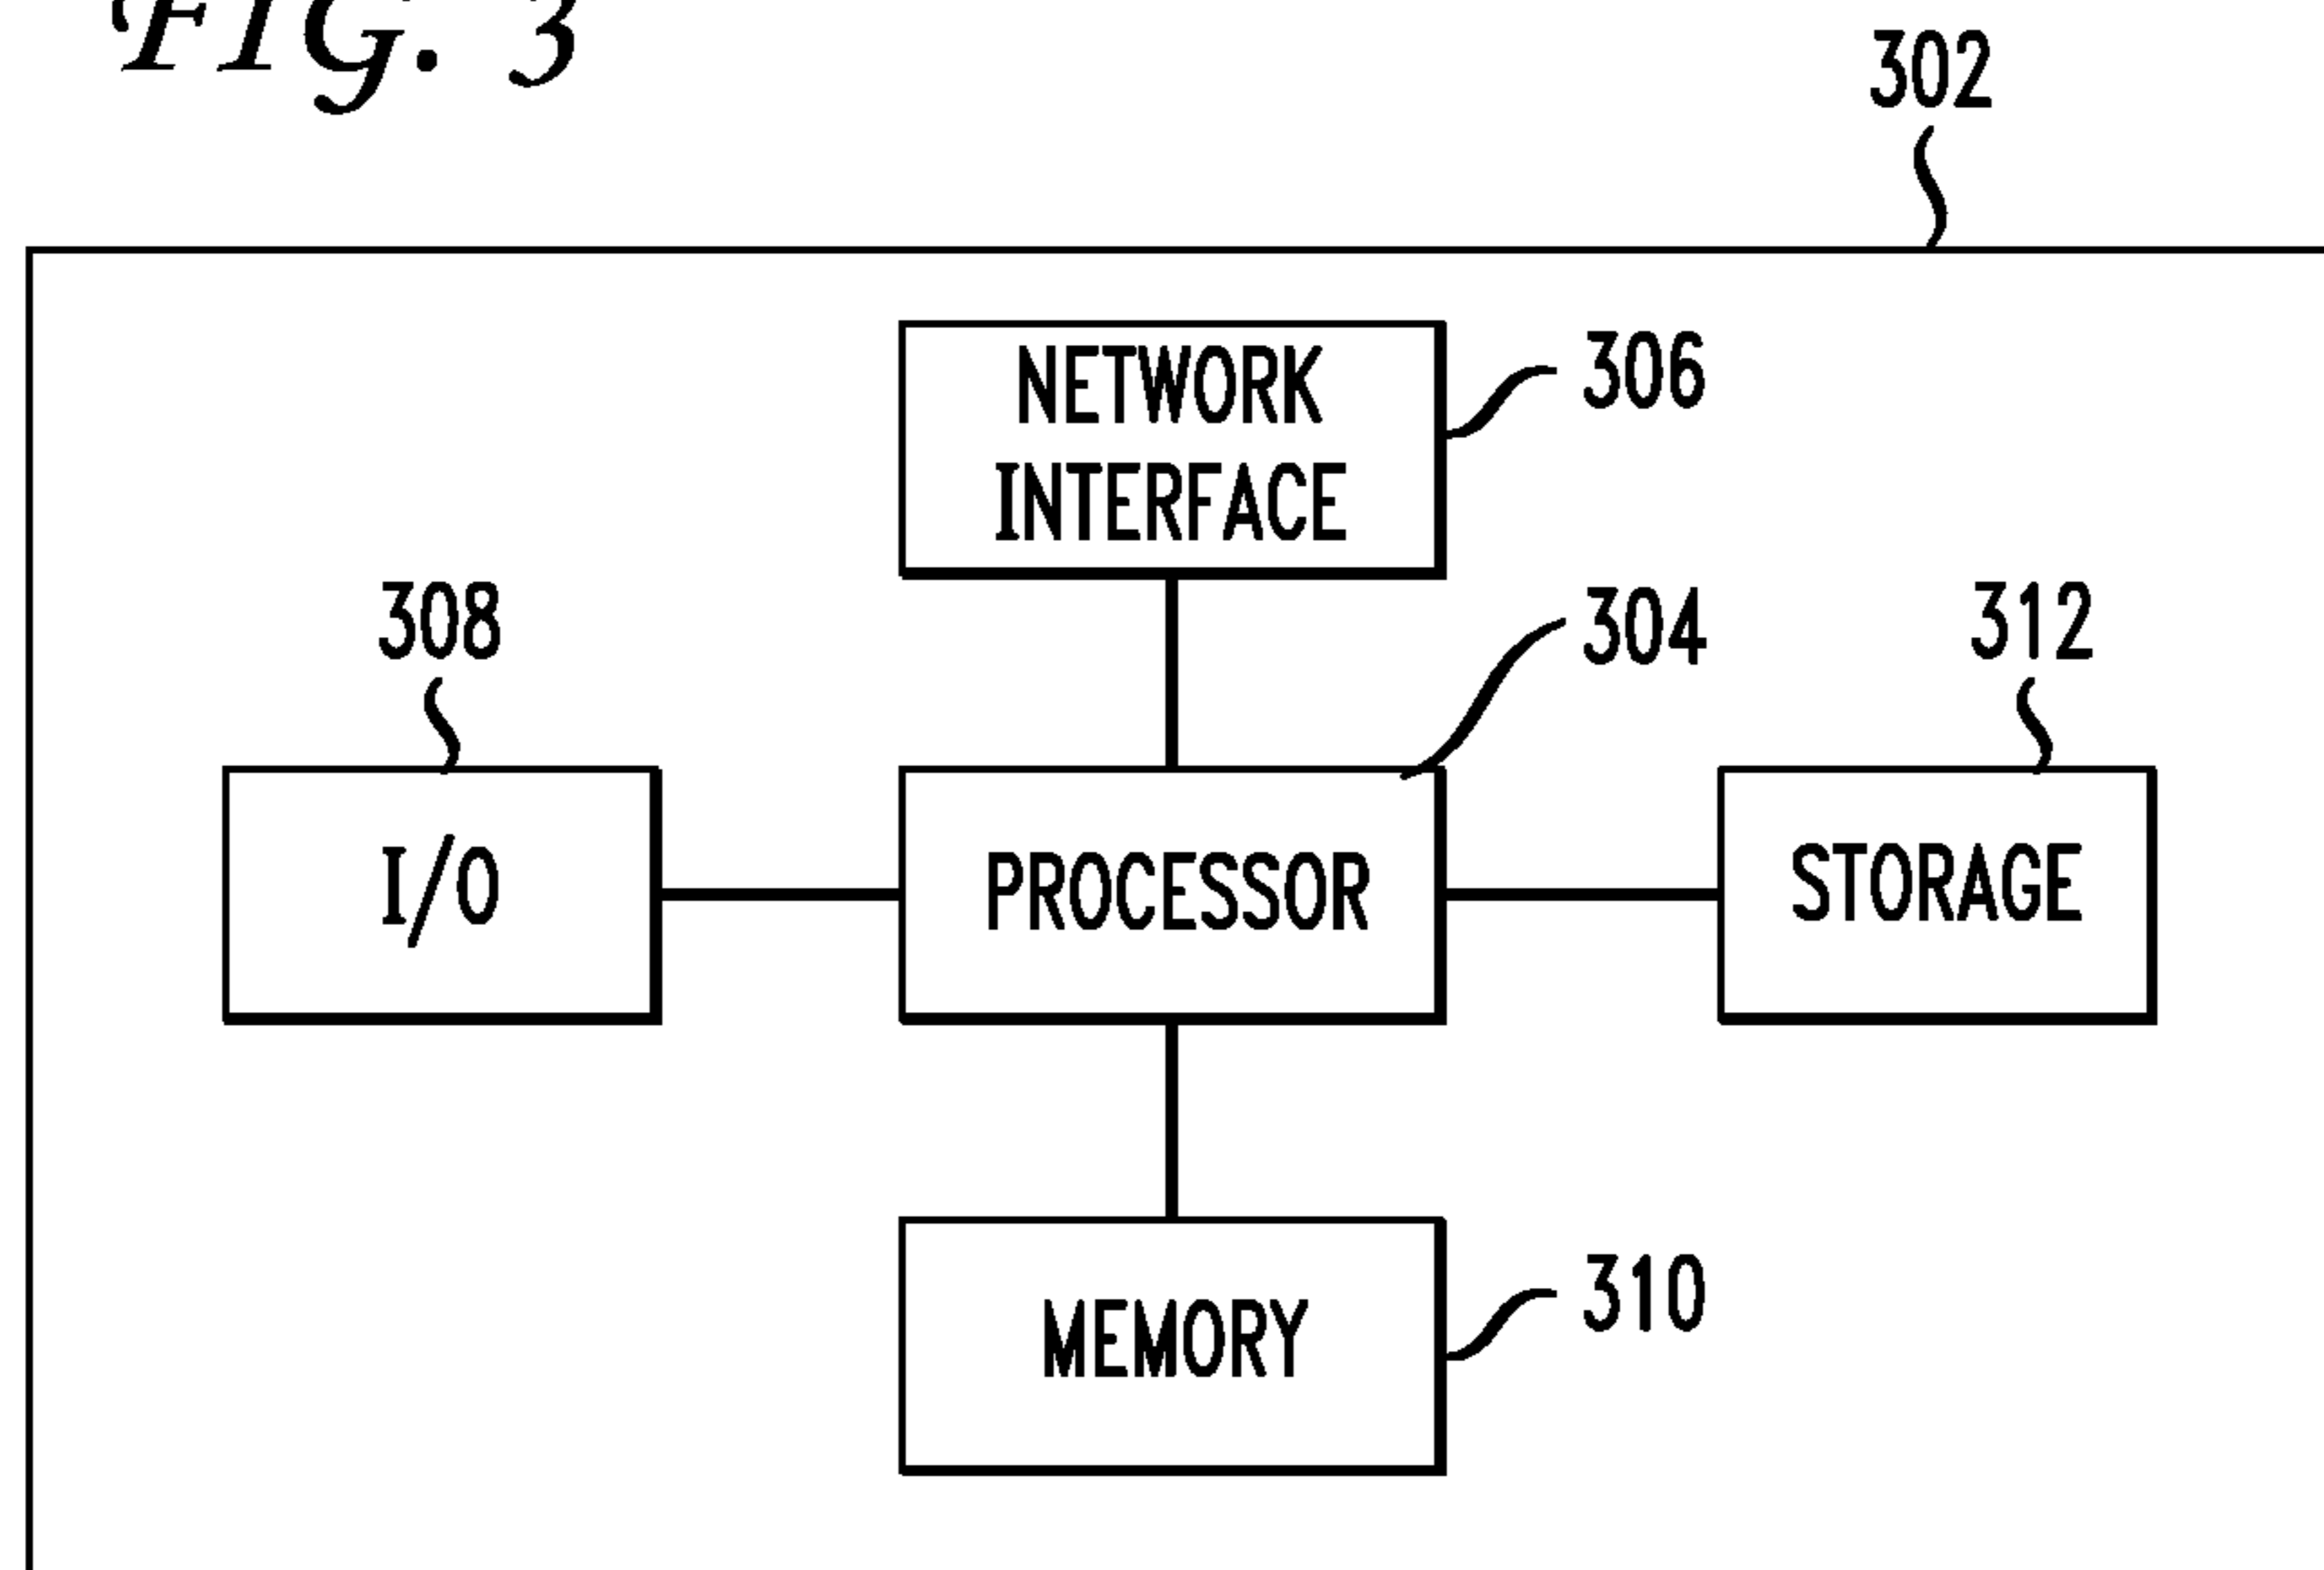 FIG. 3
302
NETWORK
INTERFACE
306
308
304
312
I/O
PROCESSOR
STORAGE
MEMORY
310